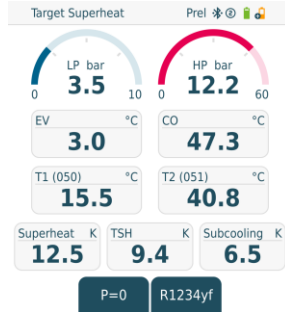 Target Superheat Prel ②
LP bar HP bar
3.5 12.2
0 10 0 60
EV °C CO °C
3.0 47.3
T1 (050) °C T2 (051) °C
15.5 40.8
Superheat K TSH K Subcooling K
12.5 9.4 6.5
P=0 R1234yf